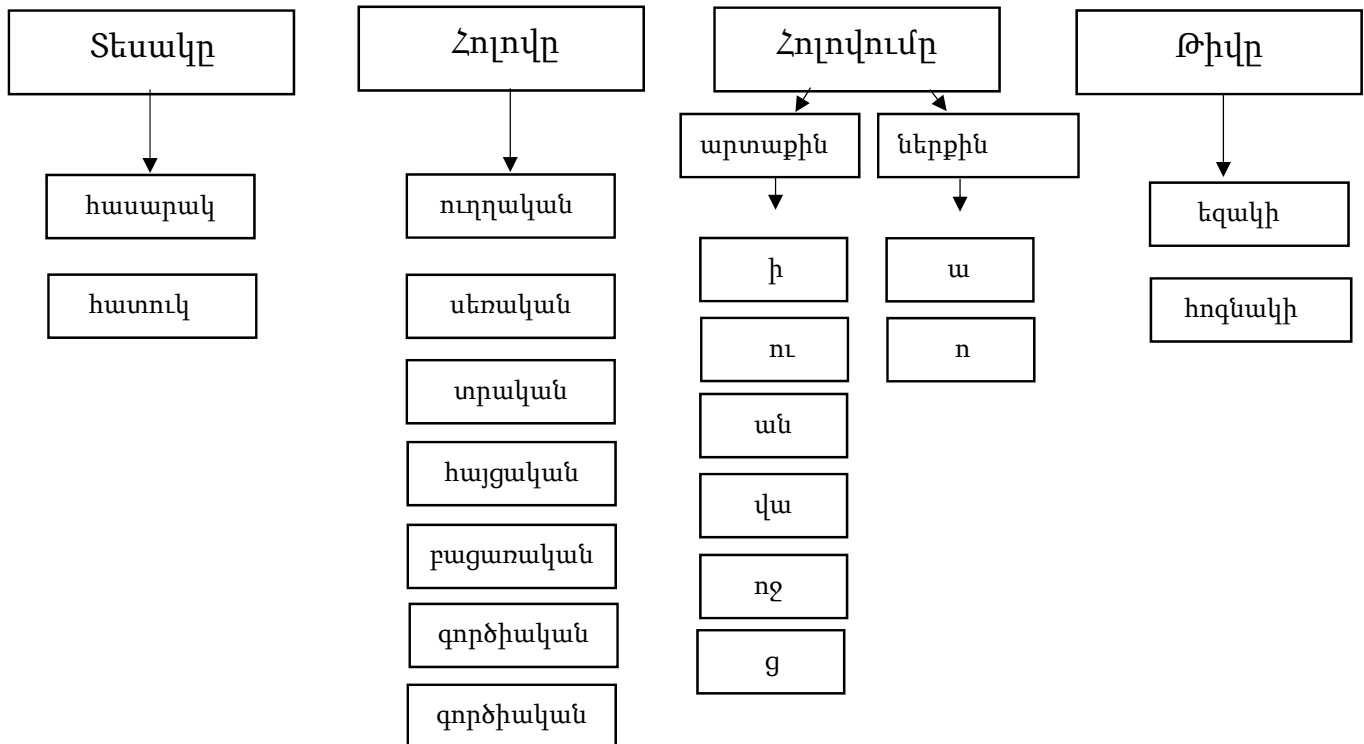 Տեսակը
հասարակ
հատուկ
Հոլովը
ուղղական
սեռական
տրական
հայցական
բացառական
գործիական
գործիական
Հոլովումը
արտաքին
ի
ու
ան
վա
ոջ
ց
ներքին
ա
ո
Թիվը
եզակի
հոգնակի